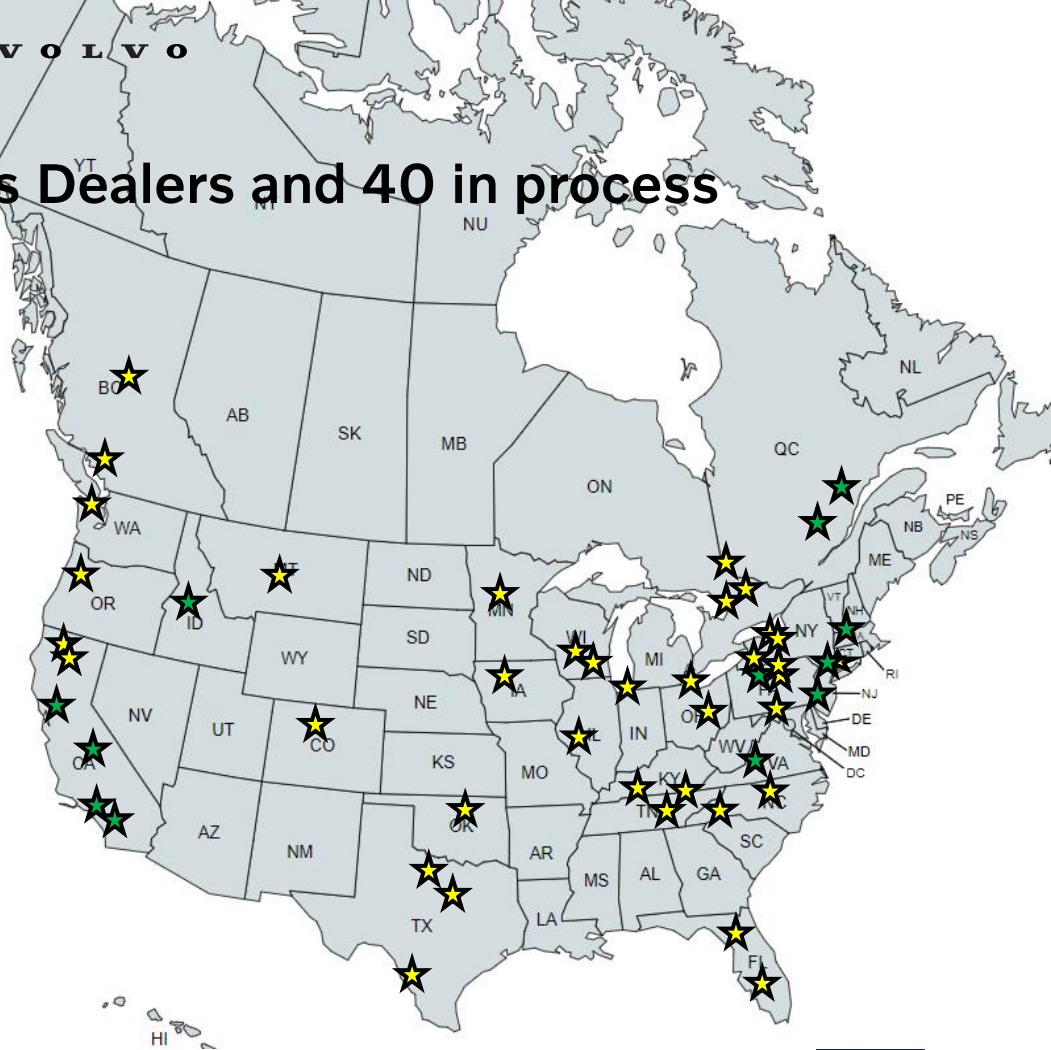 VOLVO
YT
s Dealers and 40 in process
NT
NU
NL
BC
AB
SK
MB
QC
ON
PE
NB
NS
WA
ME
MT
ND
MN
OR
ID
VT
NH
SD
WI
NY
MI
CT
WY
IA
RI
NE
NJ
NV
UT
CO
IL
IN
OH
DE
WV
VA
MD
CA
KS
MO
KY
DC
OK
TN
NC
AZ
NM
AR
SC
MS
AL
GA
TX
LA
FL
HI